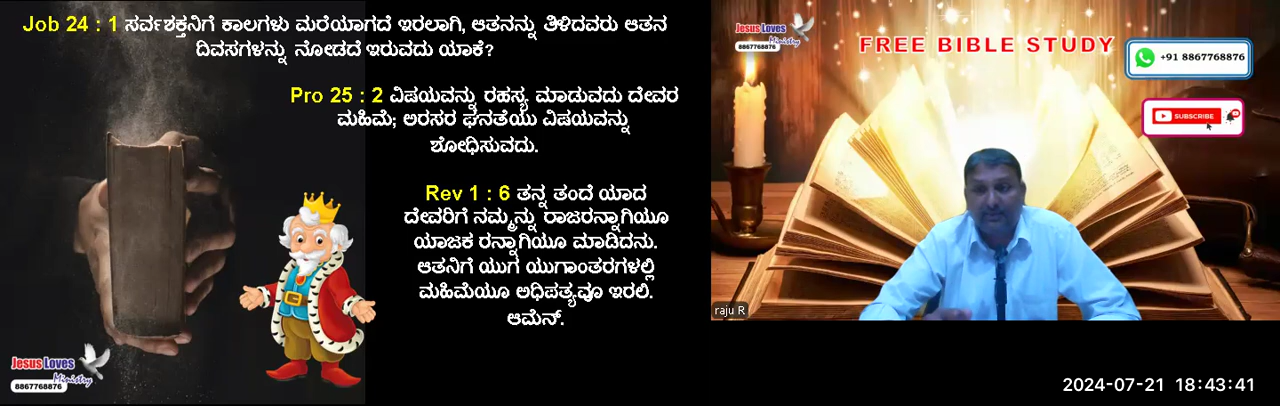 Job 24 : 1 ಸರ್ವಶಕ್ತನಿಗೆ ಕಾಲಗಳು ಮರೆಯಾಗದೆ ಇರಲಾಗಿ, ಆತನನ್ನು ತಿಳಿದವರು ಆತನ
ದಿವಸಗಳನ್ನು ನೋಡದೆ ಇರುವದು ಯಾಕೆ?
Pro 25 : 2 ವಿಷಯವನ್ನು ರಹಸ್ಯ ಮಾಡುವದು ದೇವರ
ಮಹಿಮೆ; ಅರಸರ ಘನತೆಯು ವಿಷಯವನ್ನು
ಶೋಧಿಸುವದು.
Rev 1 : 6 ತನ್ನ ತಂದೆ ಯಾದ
ದೇವರಿಗೆ ನಮ್ಮನ್ನು ರಾಜರನ್ನಾಗಿಯೂ
ಯಾಜಕ ರನ್ನಾಗಿಯೂ ಮಾಡಿದನು.
ಆತನಿಗೆ ಯುಗ ಯುಗಾಂತರಗಳಲ್ಲಿ
ಮಹಿಮೆಯೂ ಅಧಿಪತ್ಯವೂ ಇರಲಿ.
ಆಮೆನ್.
Jesus Loves
Ministry
8867768876
Jesus Loves
Ministry
8867768876
FREE BIBLE STUDY
+91 8867768876
SUBSCRIBE
raju R
2024-07-21 18:43:41